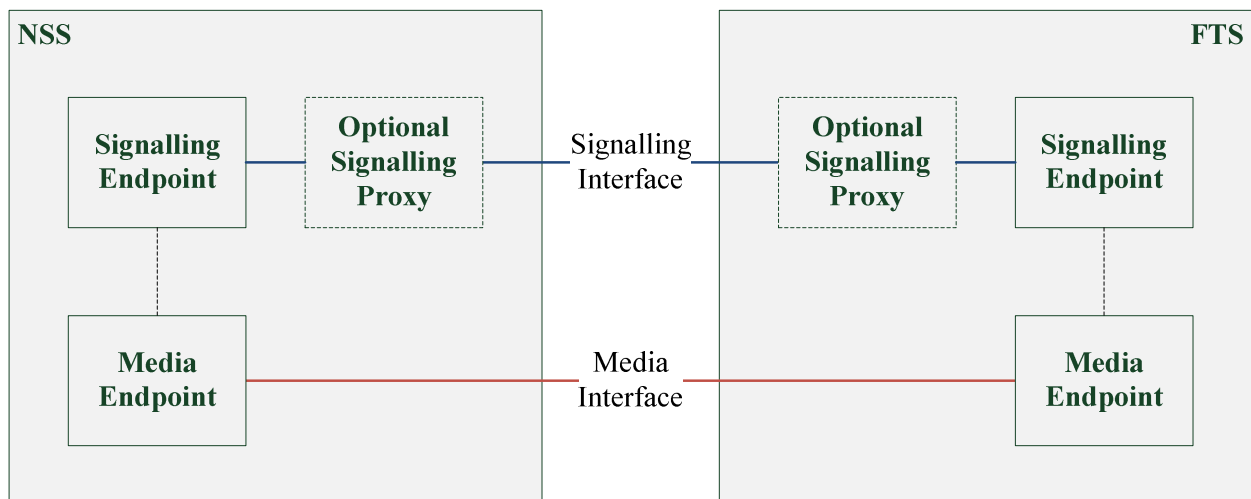 NSS
FTS
Signalling
Endpoint
Optional
Signalling
Proxy
Signalling
Interface
Optional
Signalling
Proxy
Signalling
Endpoint
Media
Endpoint
Media
Interface
Media
Endpoint